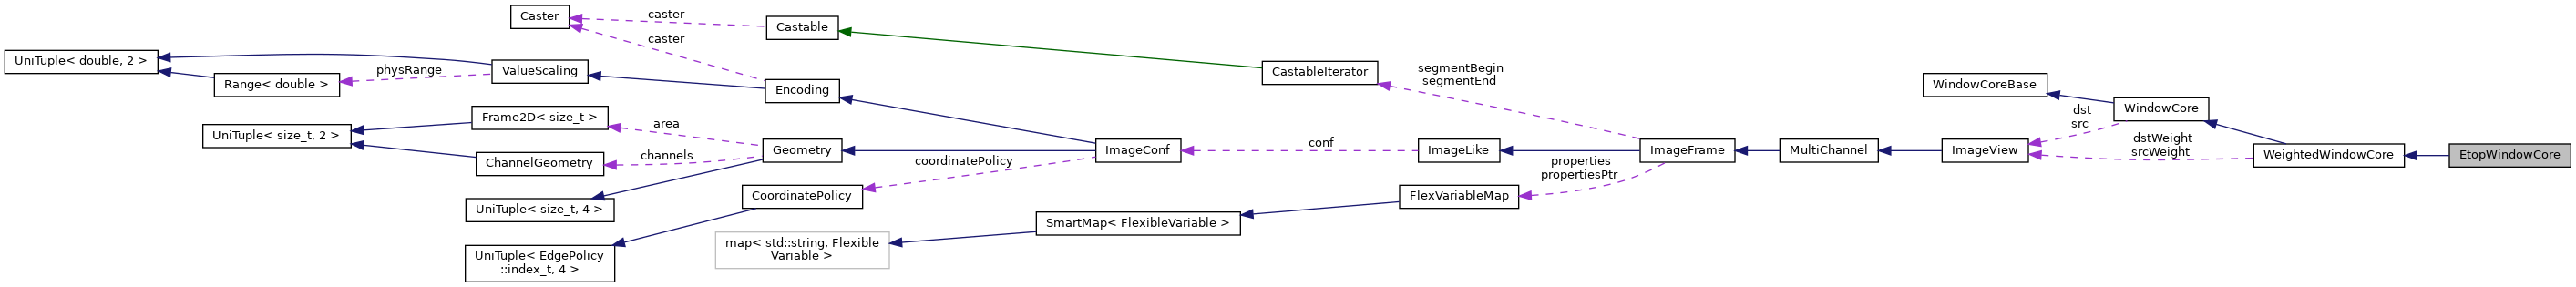 Caster
caster
Castable
caster
UniTuple< double, 2 >
Range< double >
physRange
ValueScaling
Encoding
CastableIterator
segmentBegin
segmentEnd
WindowCoreBase
WindowCore
dst
src
UniTuple< size_t, 2 >
Frame2D< size_t >
area
ChannelGeometry
channels
Geometry
coordinatePolicy
ImageConf
conf
ImageLike
ImageFrame
MultiChannel
ImageView
dstWeight
srcWeight
WeightedWindowCore
EtopWindowCore
properties
propertiesPtr
UniTuple< size_t, 4 >
CoordinatePolicy
FlexVariableMap
SmartMap< FlexibleVariable >
map< std::string, Flexible
Variable >
UniTuple< EdgePolicy
::index_t, 4 >